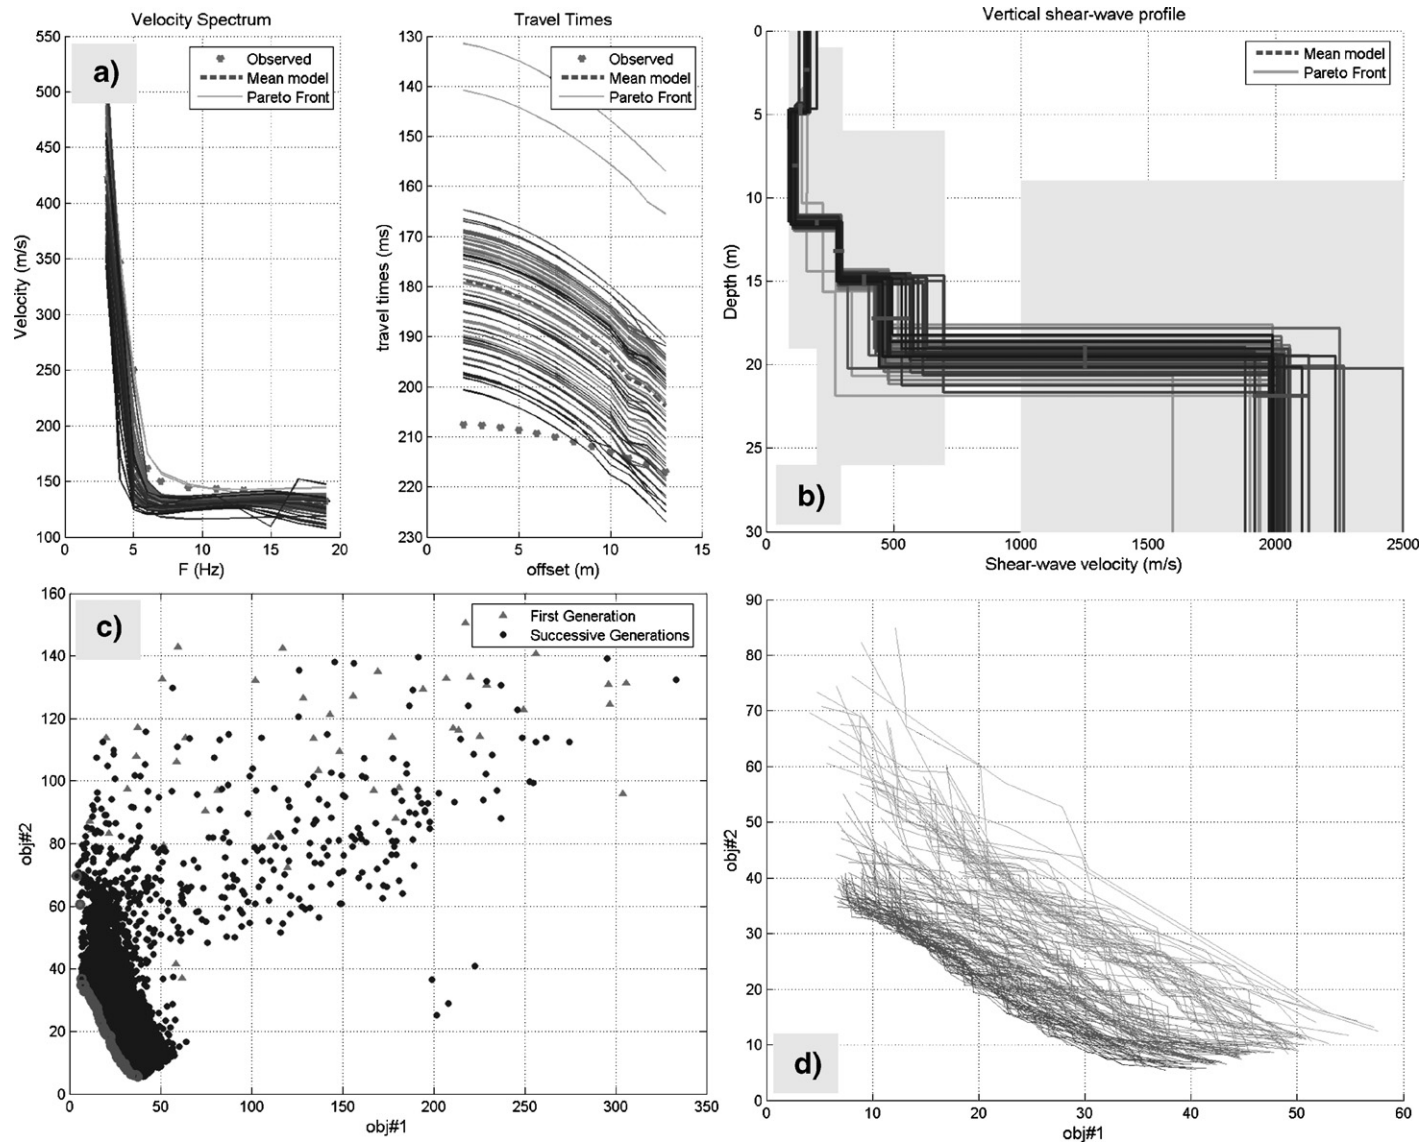 Velocity Spectrum
550
500
450
400
350
300
250
200
150
100
Velocity (m/s)
0
5
10
15
20
F (Hz)
a)
Observed
Mean model
Pareto Front
Travel Times
130
140
150
160
170
180
190
200
210
220
230
travel times (ms)
0
5
10
15
offset (m)
Observed
Mean model
Pareto Front
Vertical shear-wave profile
0
5
10
15
20
25
30
Depth (m)
0
500
1000
1500
2000
2500
Shear-wave velocity (m/s)
Mean model
Pareto Front
b)
160
140
120
100
80
60
40
20
0
obj#2
0
50
100
150
200
250
300
350
obj#1
c)
First Generation
Successive Generations
90
80
70
60
50
40
30
20
10
0
obj#2
0
10
20
30
40
50
60
obj#1
d)